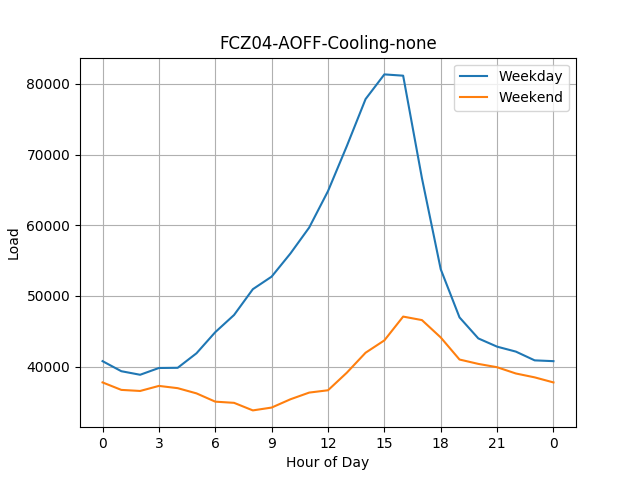 FCZ04-AOFF-Cooling-none
Weekday
Weekend
80000
70000
60000
50000
40000
Load
0 3 6 9 12 15 18 21 0
Hour of Day